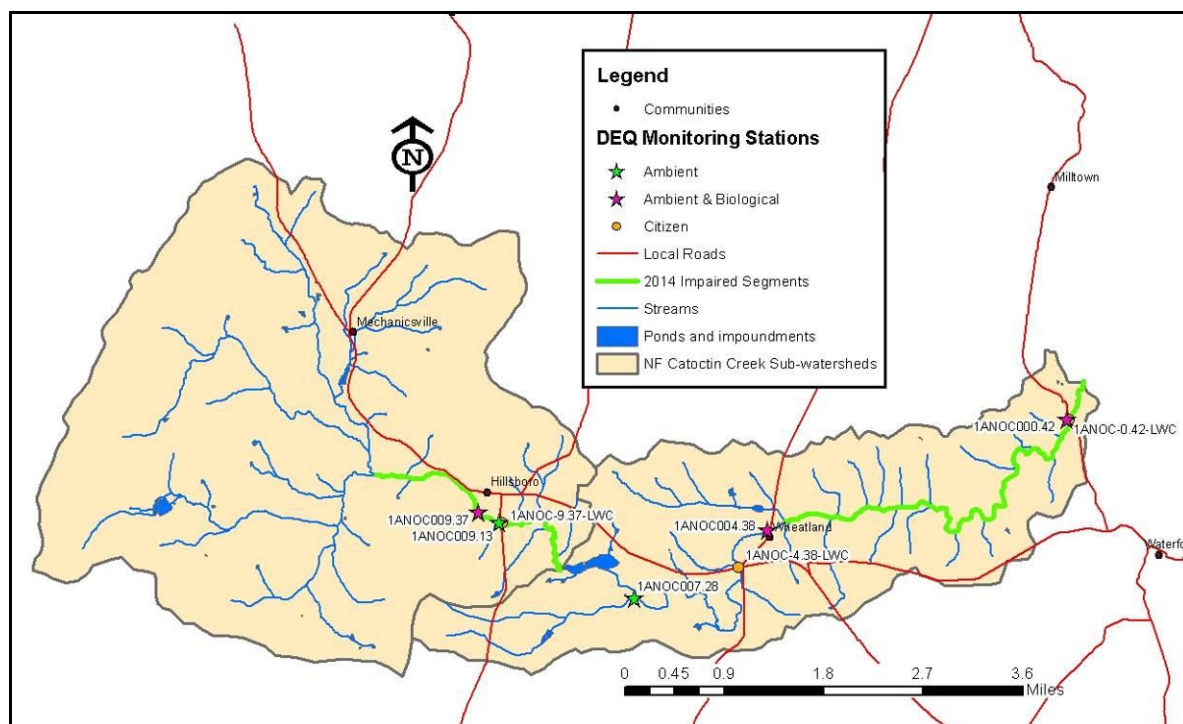 Legend
Communities
DEQ Monitoring Stations
Ambient
Ambient & Biological
Citizen
Local Roads
2014 Impaired Segments
Streams
Ponds and impoundments
NF Catoctin Creek Sub-watersheds
N
Milltown
Mechanicsville
1ANOC000.42
1ANOC-0.42-LWC
Hillsboro
1ANOC009.37
1ANOC-9.37-LWC
1ANOC009.13
1ANOC004.38
Wheatland
1ANOC-4.38-LWC
Waterfo
1ANOC007.28
0 0.45 0.9 1.8 2.7 3.6
Miles